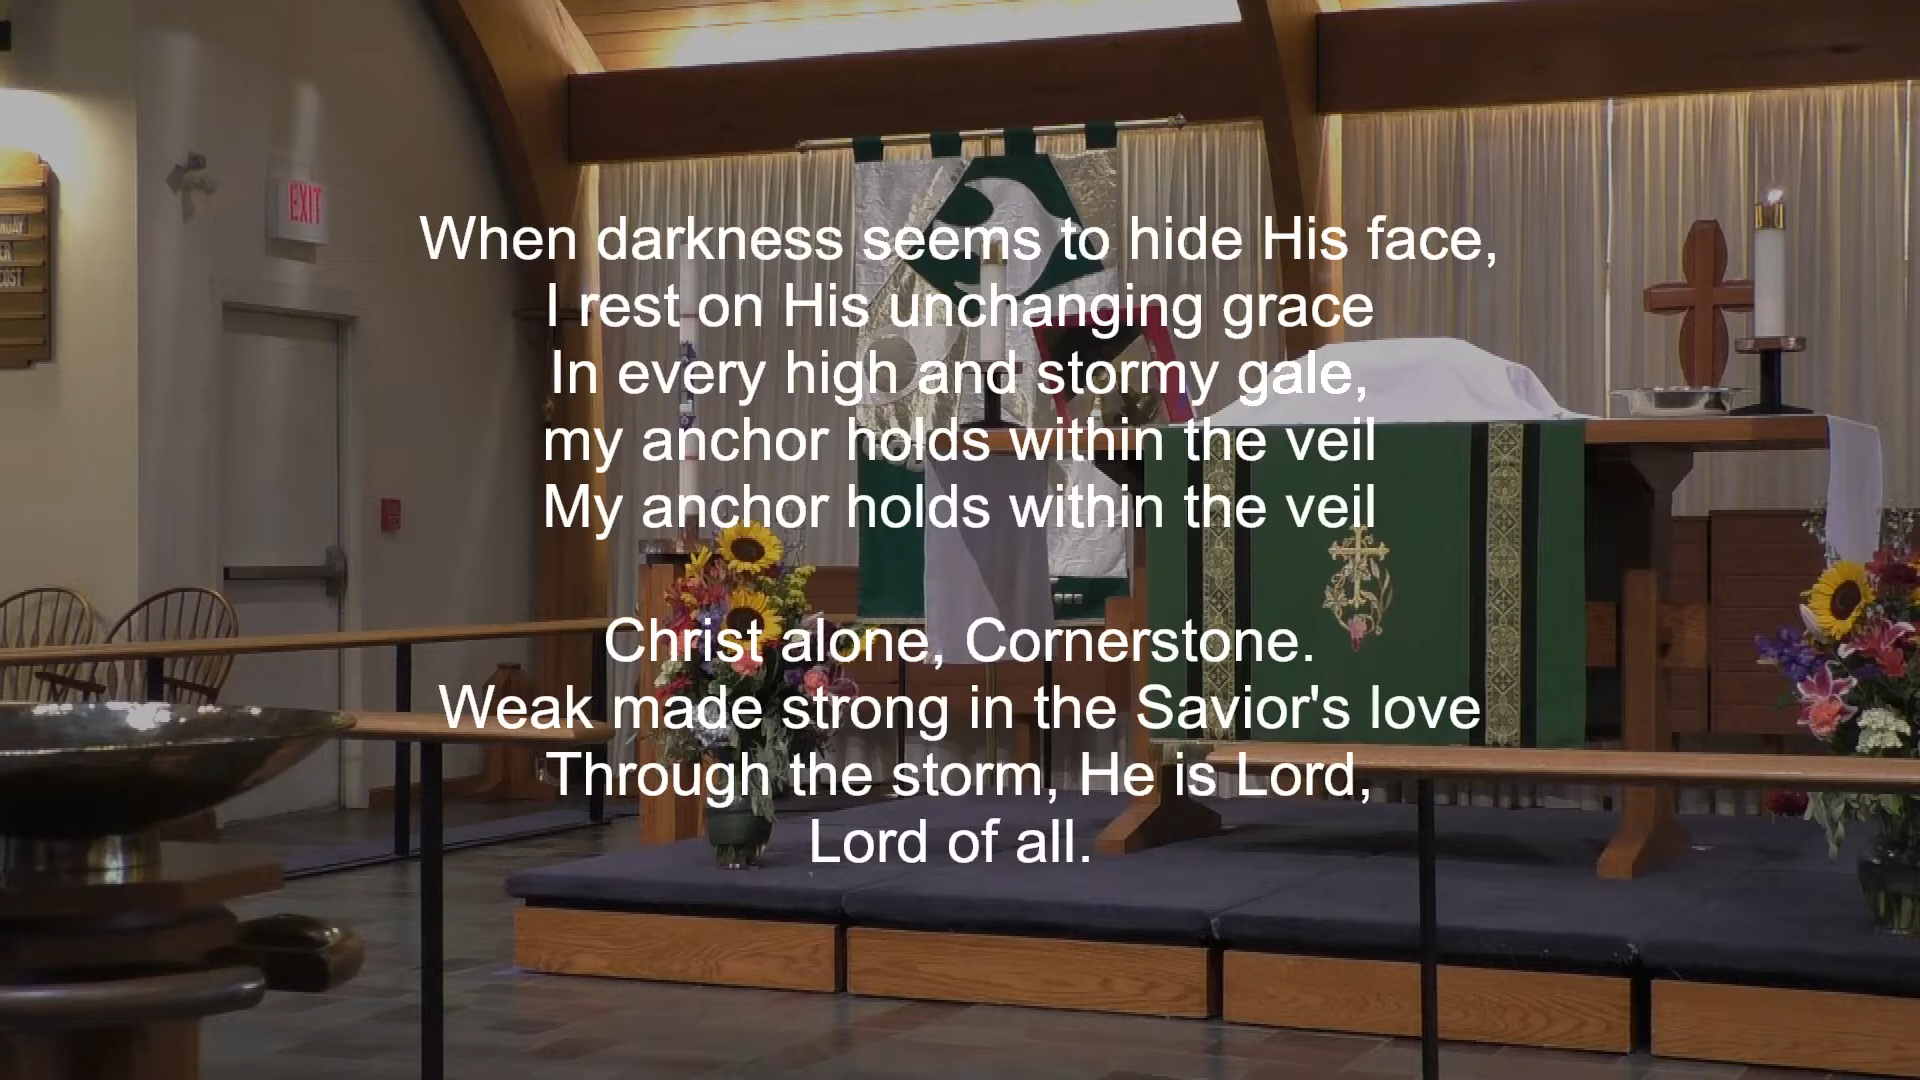 EXIT
When darkness seems to hide His face,
I rest on His unchanging grace
In every high and stormy gale,
my anchor holds within the veil
My anchor holds within the veil
Christ alone, Cornerstone.
Weak made strong in the Savior's love
Through the storm, He is Lord,
Lord of all.